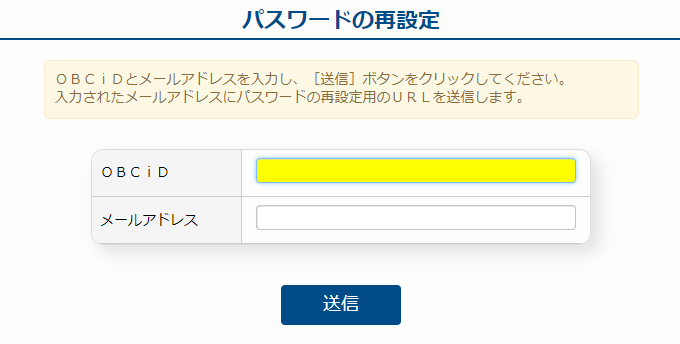 パスワードの再設定
ＯＢＣｉＤとメールアドレスを入力し、［送信］ボタンをクリックしてください。
入力されたメールアドレスにパスワードの再設定用のＵＲＬを送信します。
ＯＢＣｉＤ
メールアドレス
送信